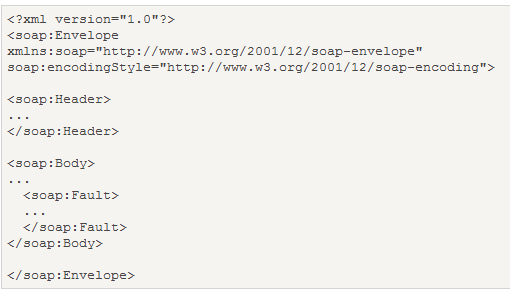 <?xml version="1.0"?>
<soap:Envelope
xmlns:soap="http://www.w3.org/2001/12/soap-envelope"
soap:encodingStyle="http://www.w3.org/2001/12/soap-encoding">
<soap:Header>
...
</soap:Header>
<soap:Body>
...
<soap:Fault>
...
</soap:Fault>
</soap:Body>
</soap:Envelope>